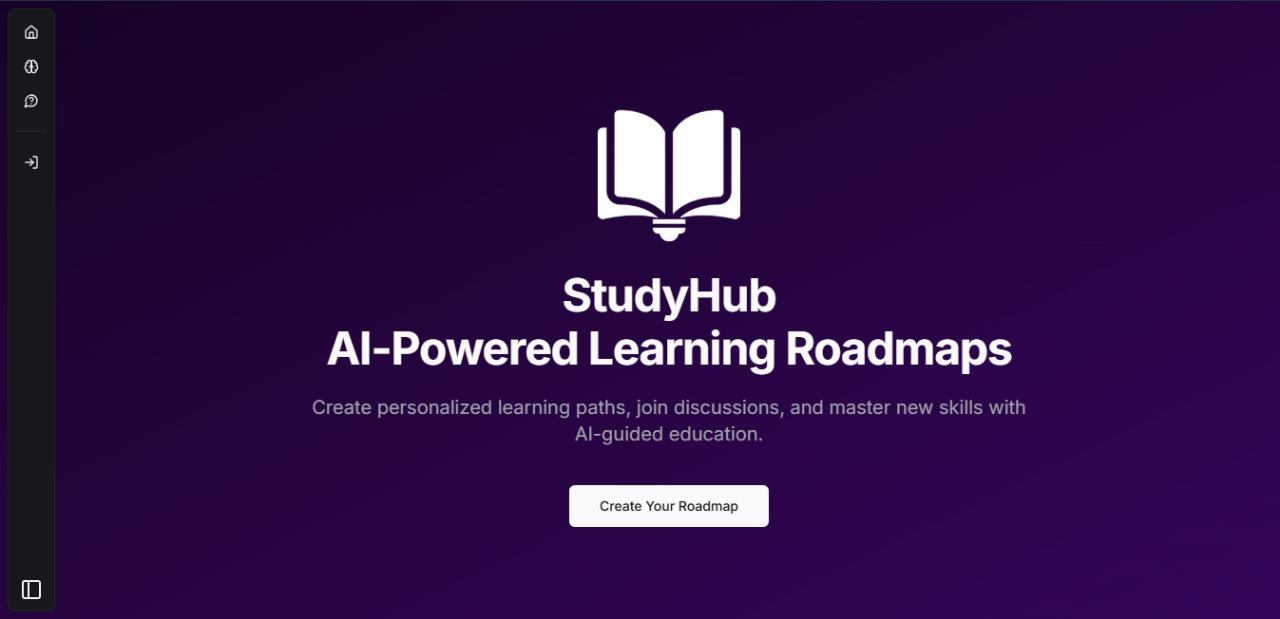 StudyHub
AI-Powered Learning Roadmaps
Create personalized learning paths, join discussions, and master new skills with
AI-guided education.
Create Your Roadmap